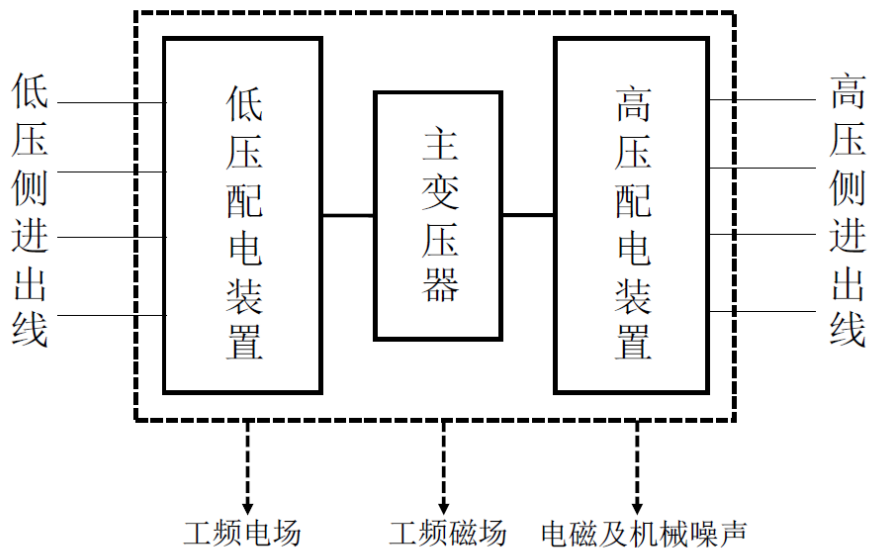 低压侧进出线
低压配电装置
主变压器
高压配电装置
高压侧进出线
工频电场
工频磁场
电磁及机械噪声